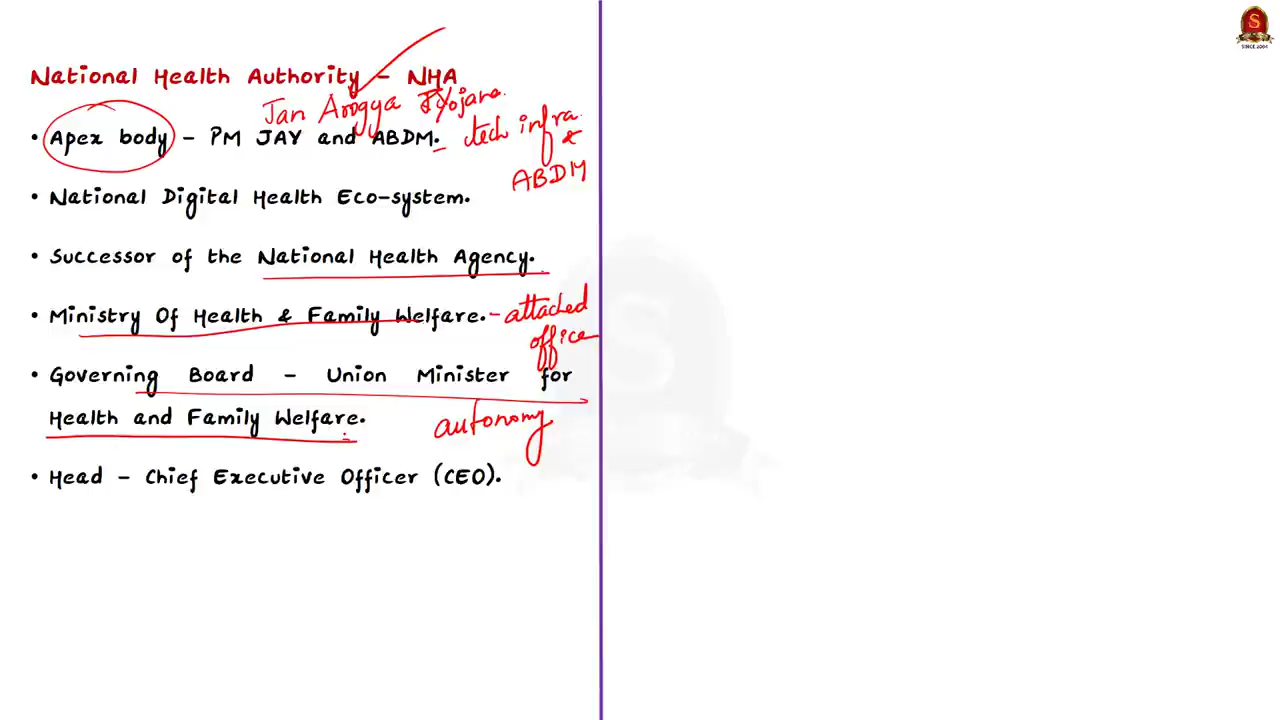 National Health Authority - NHA
Jan Arogya Yojana.
• Apex body - PM JAY and ABDM. - tech infra
&
ABDM
• National Digital Health Eco-system.
• Successor of the National Health Agency.
• Ministry Of Health & Family Welfare. - attached
office
• Governing Board - Union Minister for
Health and Family Welfare.
autonomy
• Head - Chief Executive Officer (CEO).
S
SINCE 2004